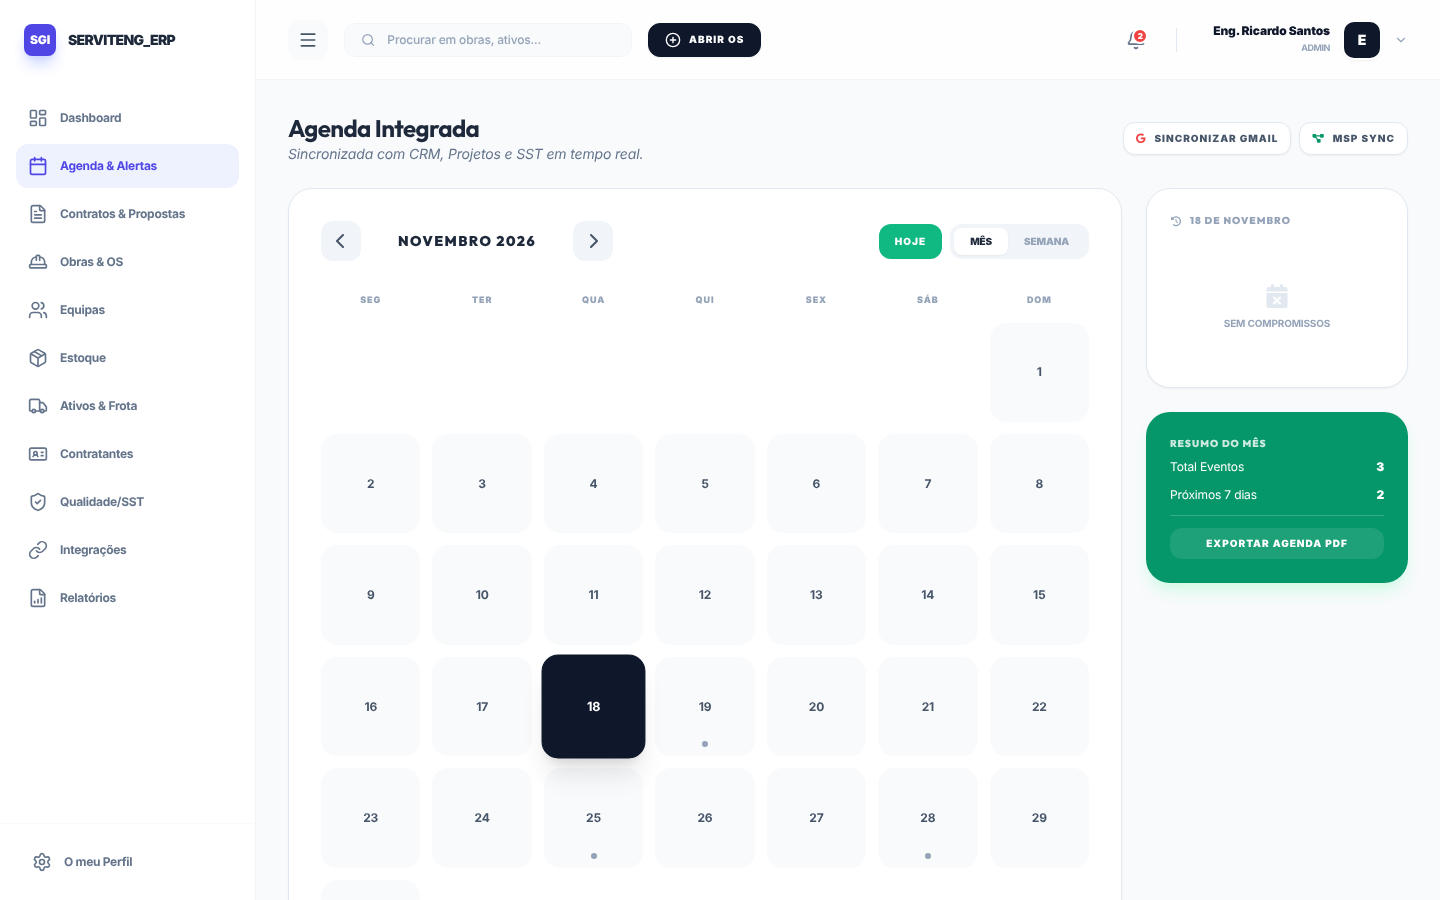 SGI
SERVITENG_ERP
Procurar em obras, ativos...
ABRIR OS
2
Eng. Ricardo Santos
ADMIN
E
Dashboard
Agenda & Alertas
Contratos & Propostas
Obras & OS
Equipas
Estoque
Ativos & Frota
Contratantes
Qualidade/SST
Integrações
Relatórios
O meu Perfil
Agenda Integrada
Sincronizada com CRM, Projetos e SST em tempo real.
SINCRONIZAR GMAIL
MSP SYNC
NOVEMBRO 2026
HOJE
MÊS
SEMANA
SEG TER QUA QUI SEX SÁB DOM
1
2 3 4 5 6 7 8
9 10 11 12 13 14 15
16 17 18 19 20 21 22
23 24 25 26 27 28 29
18 DE NOVEMBRO
SEM COMPROMISSOS
RESUMO DO MÊS
Total Eventos 3
Próximos 7 dias 2
EXPORTAR AGENDA PDF